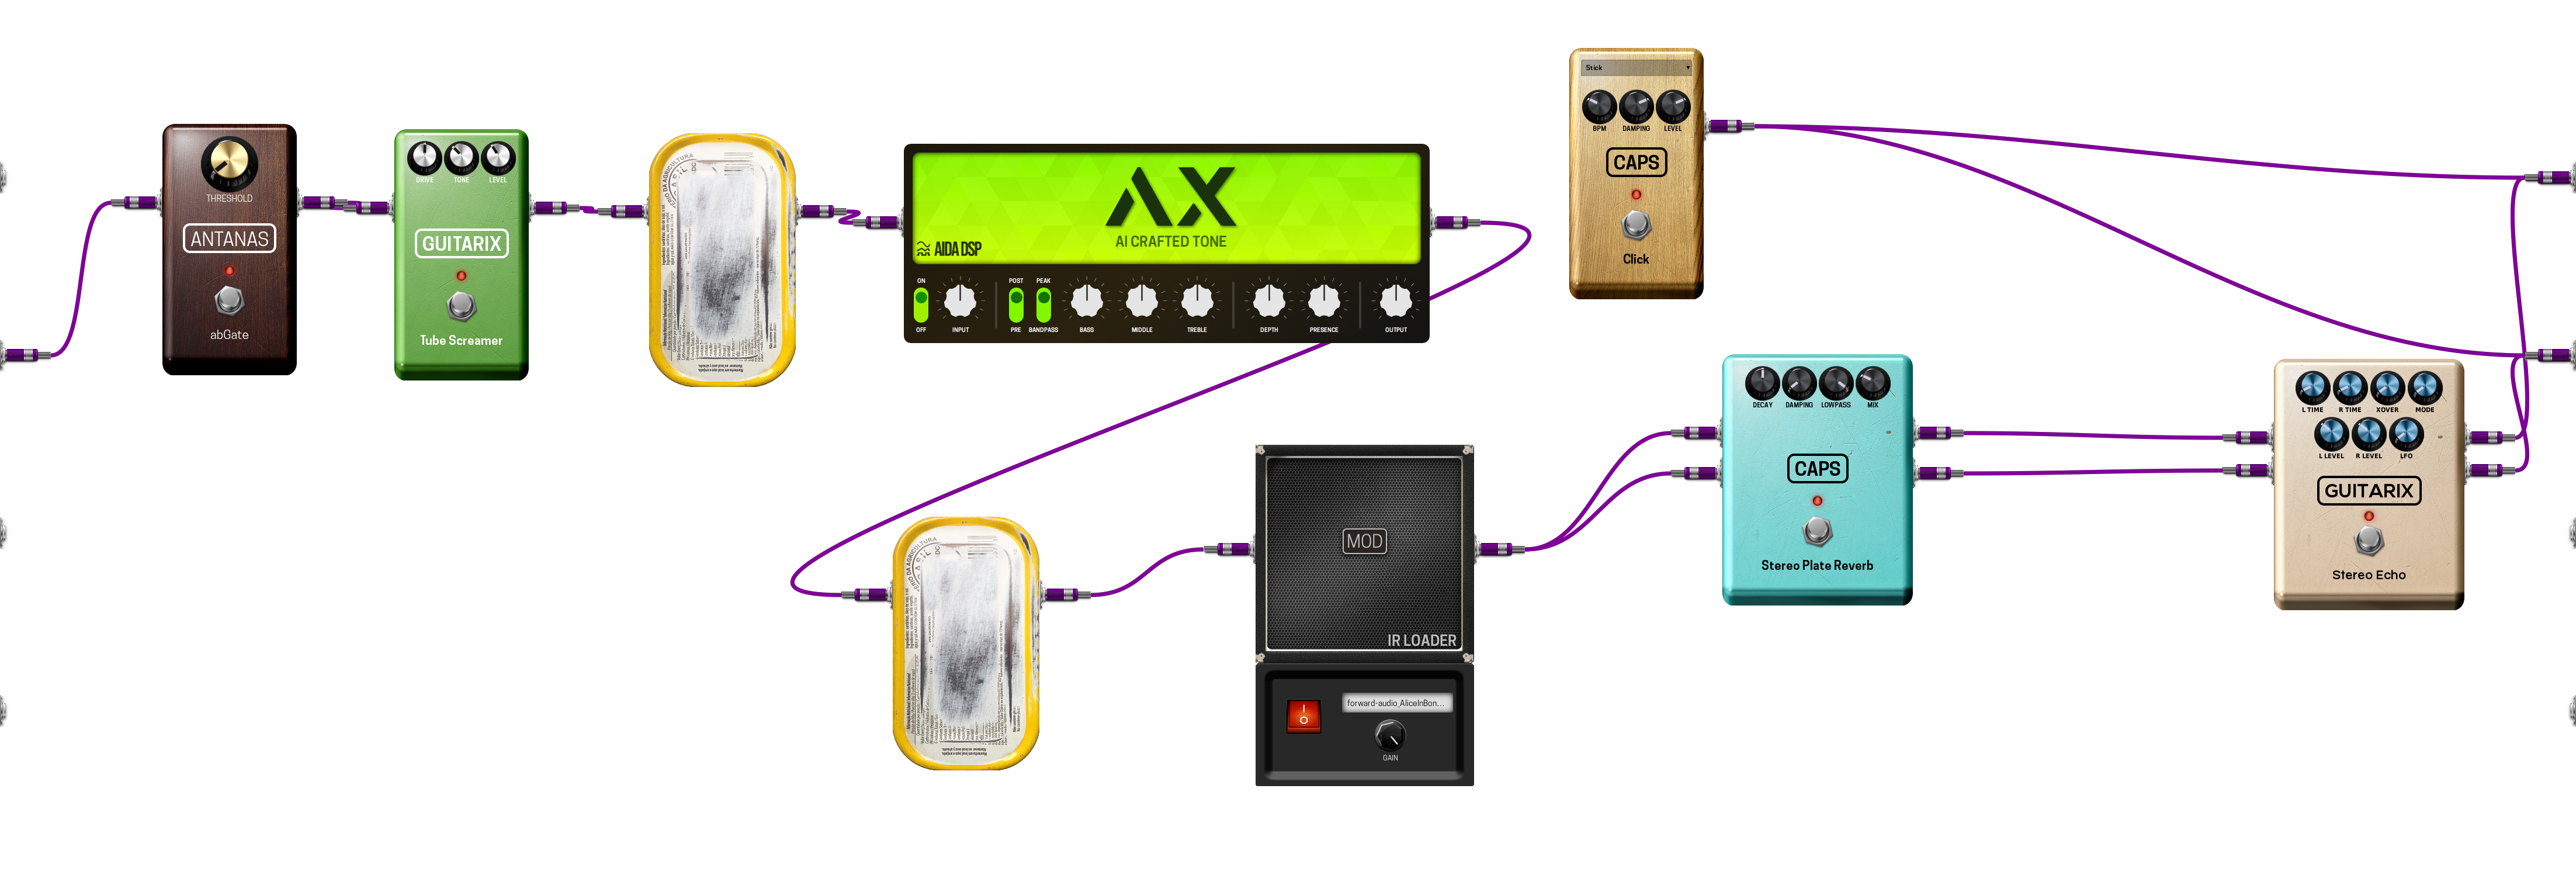 THRESHOLD
ANTANAS
abGate
DRIVE TONE LEVEL
GUITARIX
Tube Screamer
AX
AI CRAFTED TONE
AIDA DSP
ON
OFF
INPUT
POST
PRE
PEAK
BANDPASS
BASS
MIDDLE
TREBLE
DEPTH
PRESENCE
OUTPUT
Stick
BPM DAMPING LEVEL
CAPS
Click
MOD
IR LOADER
forward-audio_AliceInBon...
GAIN
DECAY DAMPING LOWPASS MIX
CAPS
Stereo Plate Reverb
L TIME R TIME XOVER MODE
L LEVEL R LEVEL LFO
GUITARIX
Stereo Echo